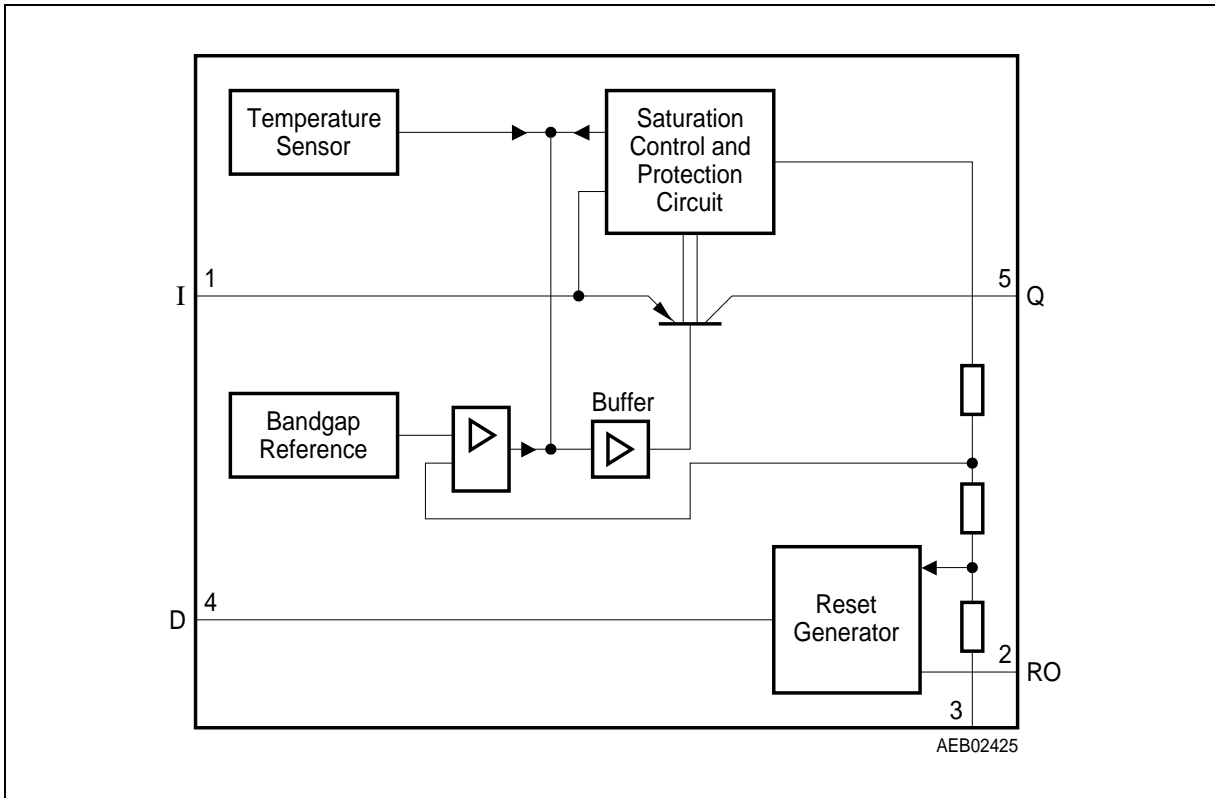 Temperature
Sensor
Saturation
Control and
Protection
Circuit
1
I
5
Q
Bandgap
Reference
Buffer
4
D
Reset
Generator
2
RO
3
AEB02425